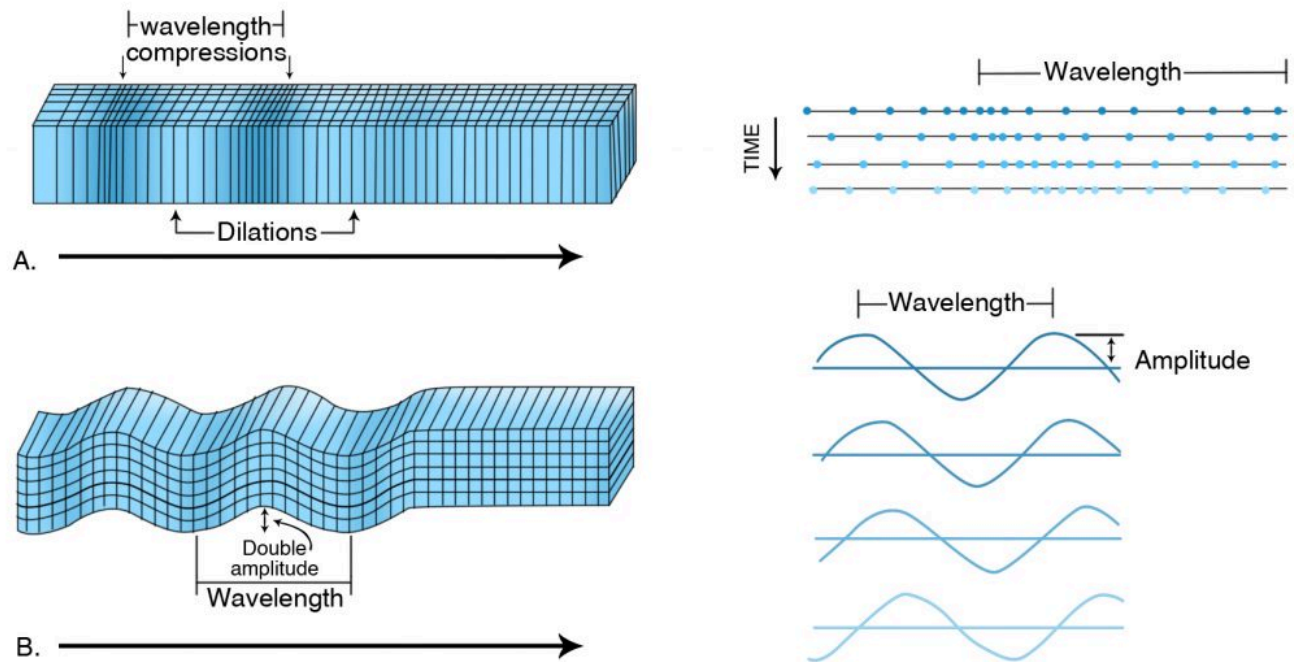 wavelength
compressions
Dilations
A.
Wavelength
TIME
Wavelength
Amplitude
Double
amplitude
Wavelength
B.